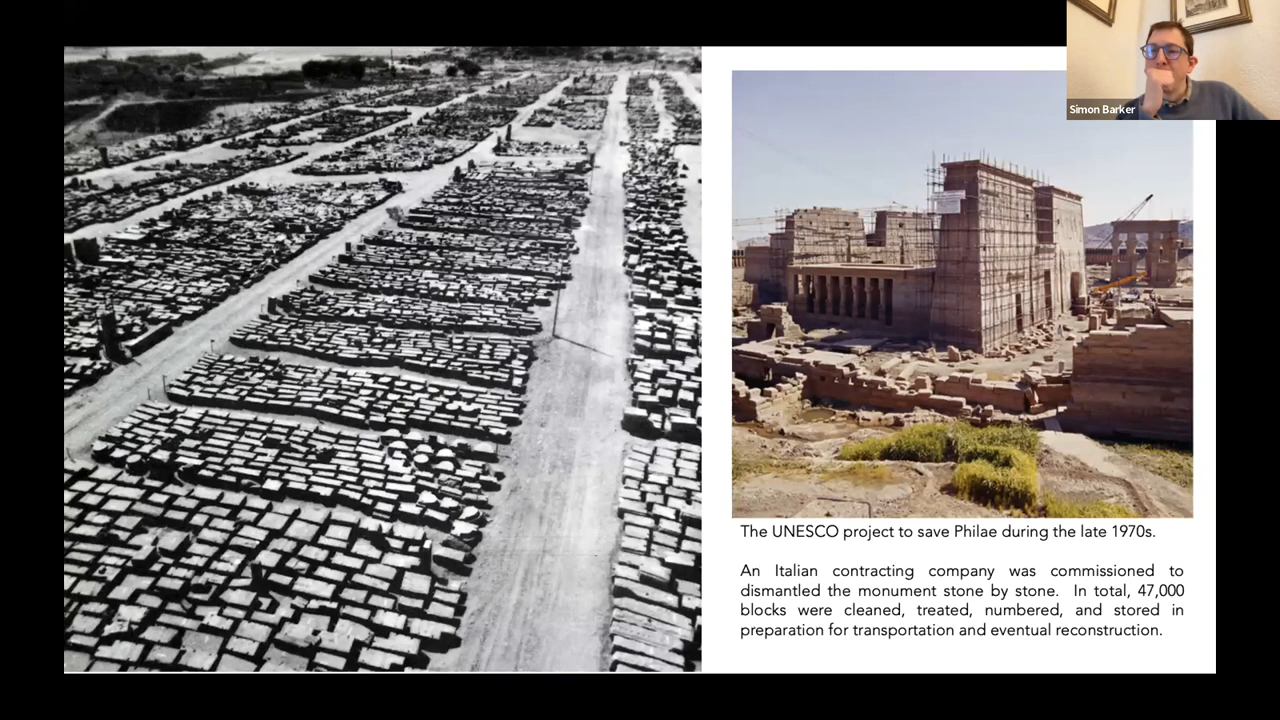 Simon Barker
The UNESCO project to save Philae during the late 1970s.
An Italian contracting company was commissioned to
dismantled the monument stone by stone. In total, 47,000
blocks were cleaned, treated, numbered, and stored in
preparation for transportation and eventual reconstruction.